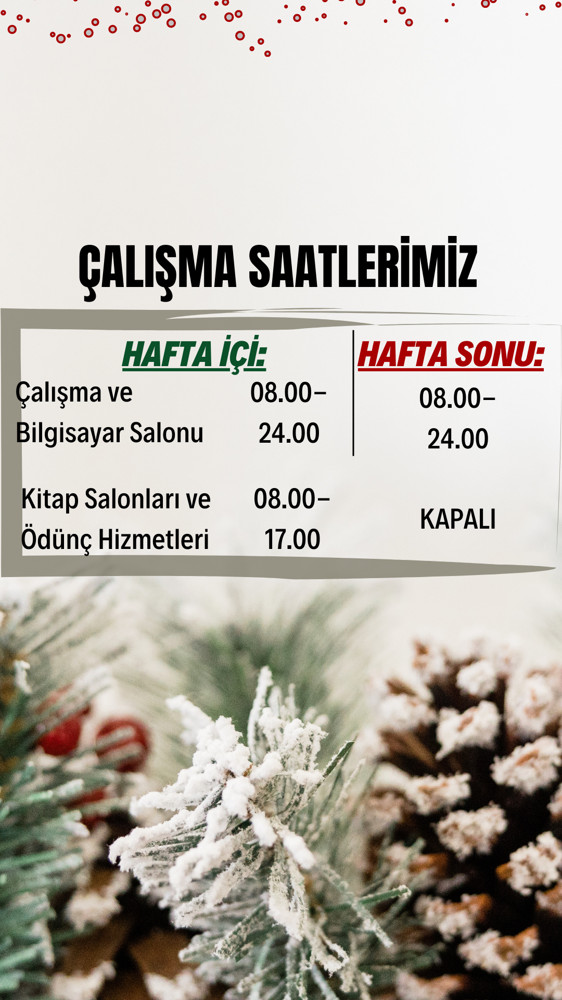 ÇALIŞMA SAATLERİMİZ
HAFTA İÇİ:
HAFTA SONU:
Çalışma ve
Bilgisayar Salonu
08.00–
24.00
08.00–
24.00
Kitap Salonları ve
Ödünç Hizmetleri
08.00–
17.00
KAPALI